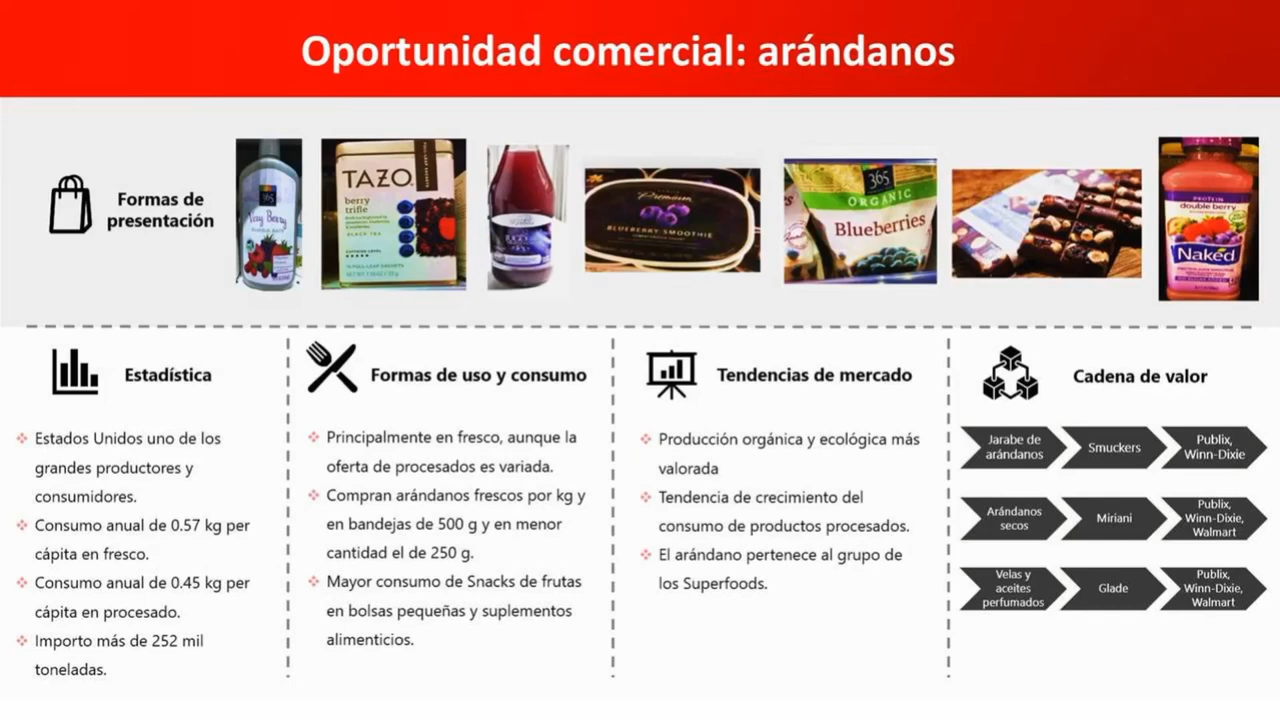 Oportunidad comercial: arándanos
Formas de
presentación
365
Very Berry
TAZO
berry
trifle
BLACK TEA
Premium
BLUEBERRY SMOOTHIE
365
ORGANIC
Blueberries
PROTEIN
double berry
Naked
Estadística
Estados Unidos uno de los
grandes productores y
consumidores.
Consumo anual de 0.57 kg per
cápita en fresco.
Consumo anual de 0.45 kg per
cápita en procesado.
Importo más de 252 mil
toneladas.
Formas de uso y consumo
Principalmente en fresco, aunque la
oferta de procesados es variada.
Compran arándanos frescos por kg y
en bandejas de 500 g y en menor
cantidad el de 250 g.
Mayor consumo de Snacks de frutas
en bolsas pequeñas y suplementos
alimenticios.
Tendencias de mercado
Producción orgánica y ecológica más
valorada
Tendencia de crecimiento del
consumo de productos procesados.
El arándano pertenece al grupo de
los Superfoods.
Cadena de valor
Jarabe de
arándanos
Smuckers
Publix,
Winn-Dixie
Arándanos
secos
Miriani
Publix,
Winn-Dixie,
Walmart
Velas y
aceites
perfumados
Glade
Publix,
Winn-Dixie,
Walmart